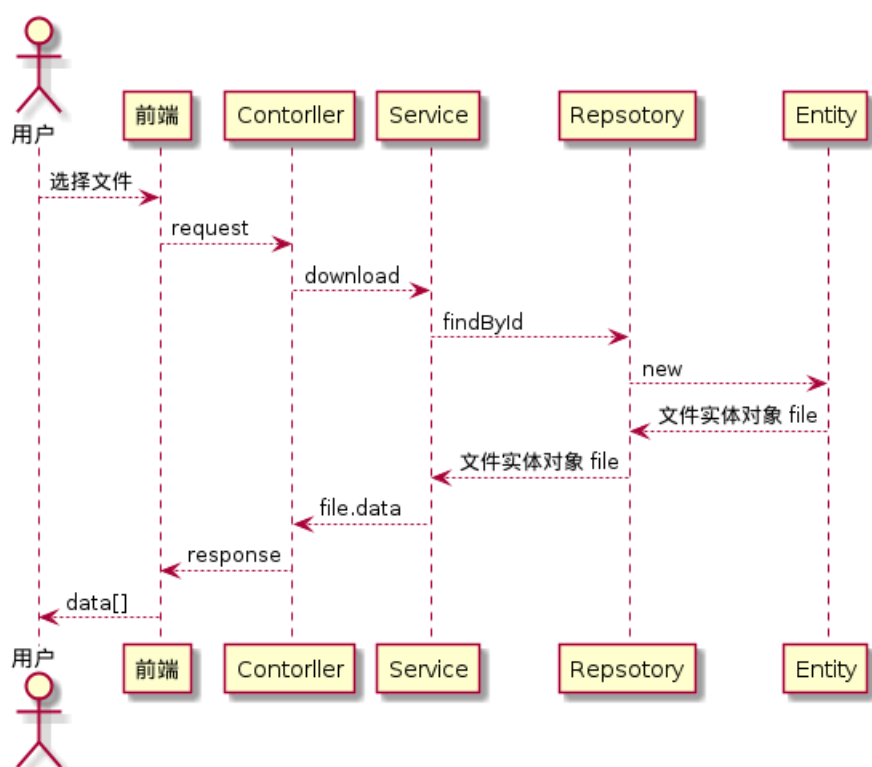 用户
前端
Contorller
Service
Repsotory
Entity
选择文件
request
download
findById
new
文件实体对象 file
文件实体对象 file
file.data
response
data[]
用户
前端
Contorller
Service
Repsotory
Entity